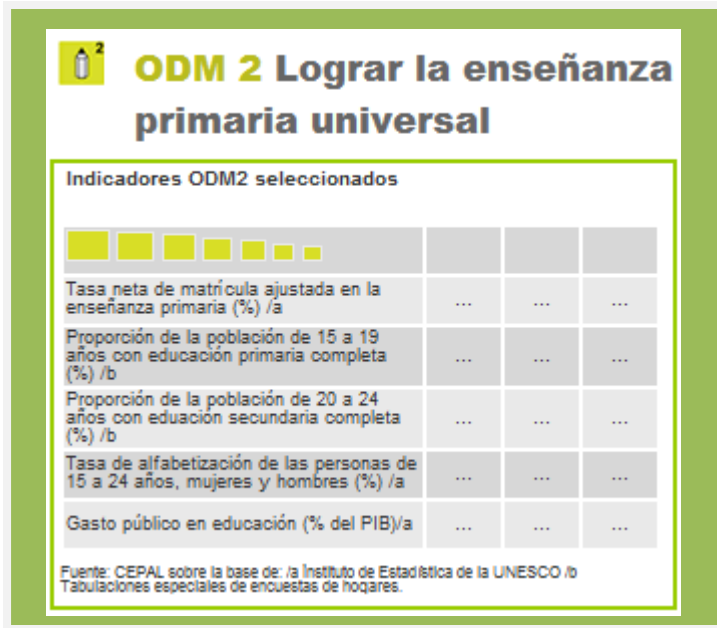 2
ODM 2 Lograr la enseñanza
primaria universal
Indicadores ODM2 seleccionados
Tasa neta de matrícula ajustada en la
enseñanza primaria (%) /a ... ... ...
Proporción de la población de 15 a 19
años con educación primaria completa
(%) /b ... ... ...
Proporción de la población de 20 a 24
años con eduación secundaria completa
(%) /b ... ... ...
Tasa de alfabetización de las personas de
15 a 24 años, mujeres y hombres (%) /a ... ... ...
Gasto público en educación (% del PIB)/a ... ... ...
Fuente: CEPAL sobre la base de: /a Instituto de Estadística de la UNESCO /b
Tabulaciones especiales de encuestas de hogares.